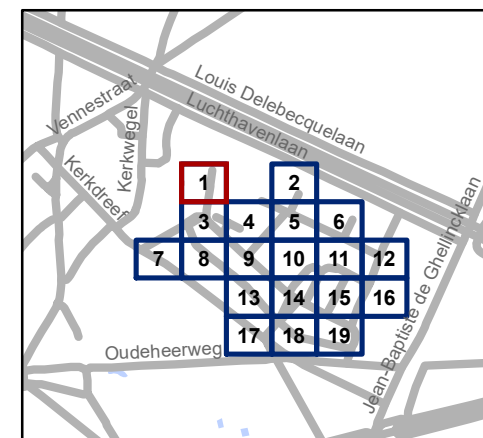 Louis Delebecquelaan
Luchthavenlaan
Vennestraat
Kerkwegel
Kerkdreef
1
2
3 4 5 6
7 8 9 10 11 12
13 14 15 16
17 18 19
Jean-Baptiste de Ghellincklaan
Oudeheerweg